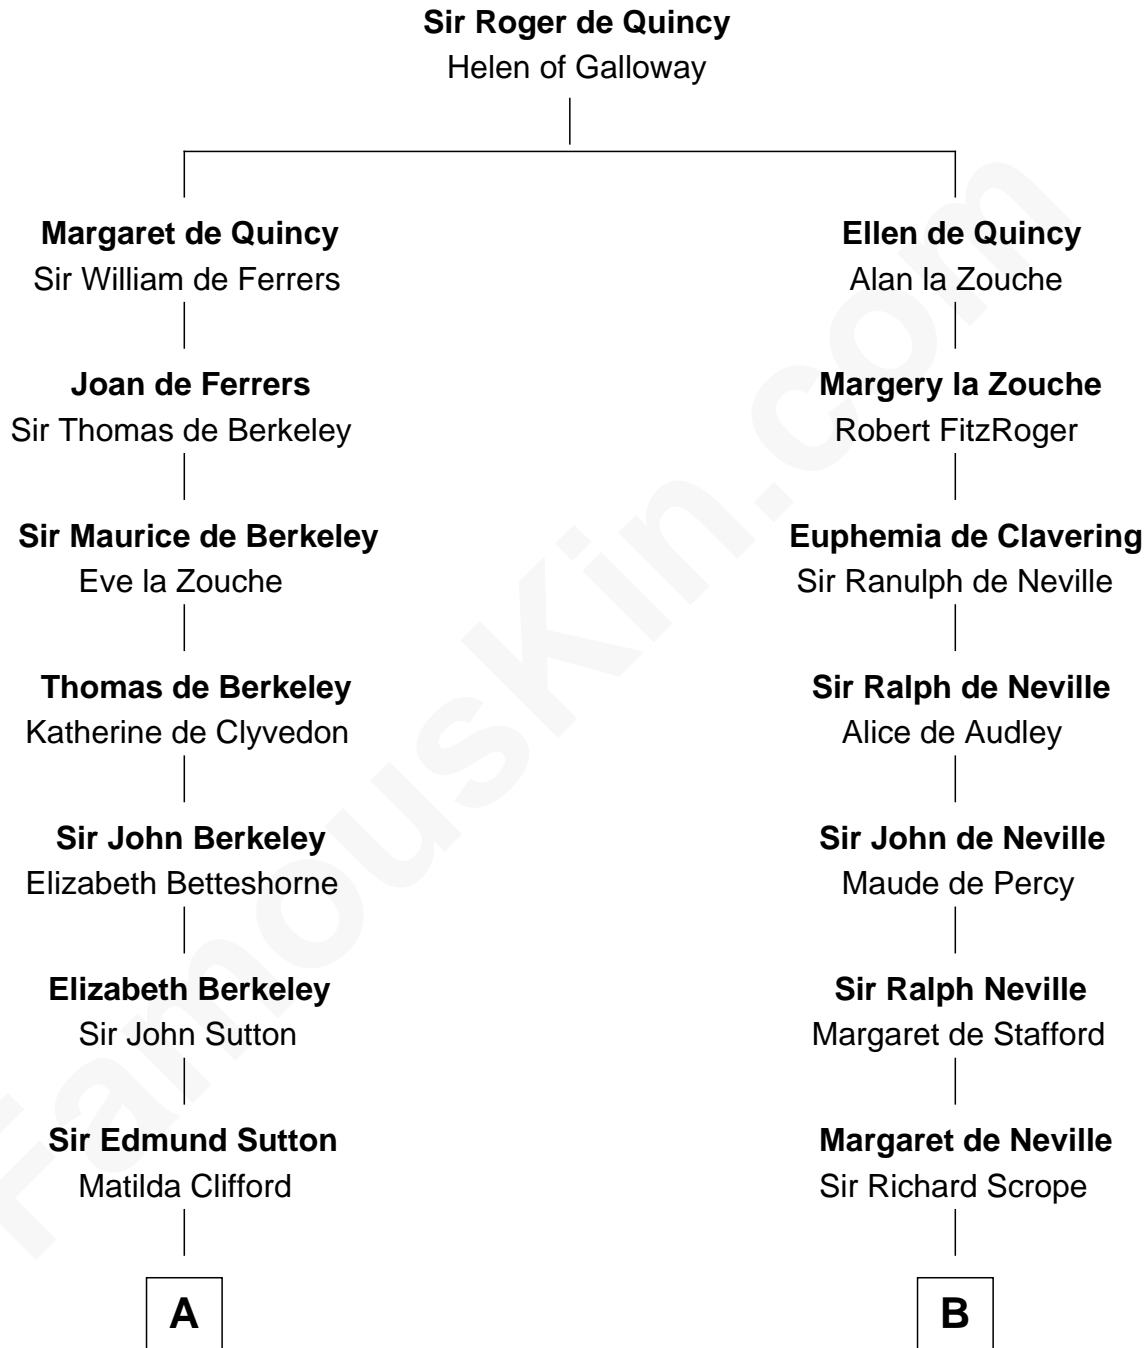 Sir Roger de Quincy
Helen of Galloway
Margaret de Quincy
Sir William de Ferrers
Ellen de Quincy
Alan la Zouche
Joan de Ferrers
Sir Thomas de Berkeley
Margery la Zouche
Robert FitzRoger
Sir Maurice de Berkeley
Eve la Zouche
Euphemia de Clavering
Sir Ranulph de Neville
Thomas de Berkeley
Katherine de Clyvedon
Sir Ralph de Neville
Alice de Audley
Sir John Berkeley
Elizabeth Betteshorne
Sir John de Neville
Maude de Percy
Elizabeth Berkeley
Sir John Sutton
Sir Ralph Neville
Margaret de Stafford
Sir Edmund Sutton
Matilda Clifford
Margaret de Neville
Sir Richard Scrope
A
B
FamousKin.com